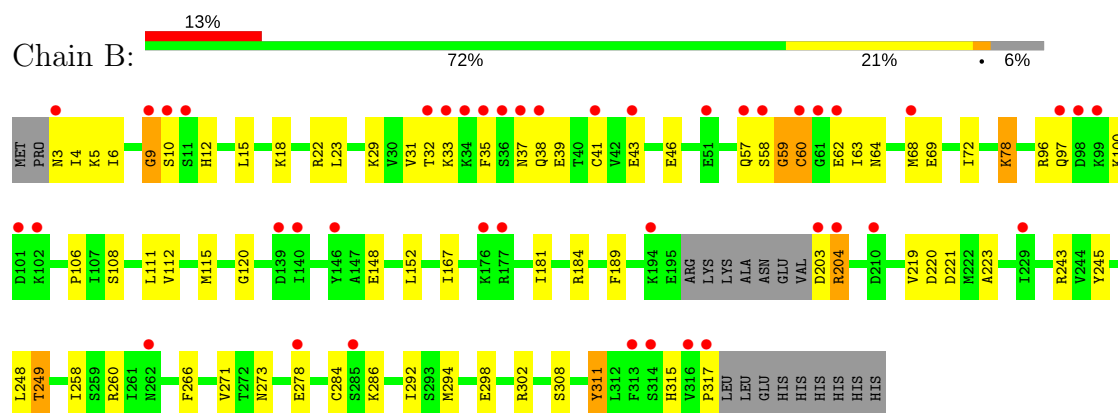 13%
Chain B:
72% 21% • 6%
MET PRO N3 I4 K5 I6 G9 S10 S11 H12 L15 K18 R22 L23 K29 V30 V31 T32 K33 K34 F35 S36 N37 Q38 E39 T40 C41 V42 E43 E46 E51 Q57 S58 G59 C60 G61 E62 I63 N64 M68 E69 I72 K78 R96 Q97 D98 K99 K100
D101 K102 P106 I107 S108 L111 V112 M115 G120 D139 I140 Y146 A147 E148 L152 I167 K176 R177 I181 R184 F189 K194 E195 ARG LYS LYS ALA ASN GLU VAL D203 R204 D210 V219 D220 D221 M222 A223 I229 R243 V244 Y245
L248 T249 I258 S259 R260 I261 N262 F266 V271 T272 N273 E278 C284 S285 K286 I292 S293 M294 E298 R302 S308 Y311 L312 F313 S314 H315 V316 P317 LEU LEU GLU HIS HIS HIS HIS HIS HIS